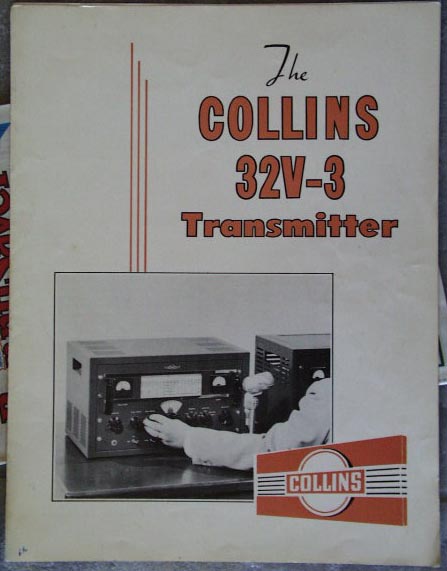 The
COLLINS
32V-3
Transmitter
COLLINS